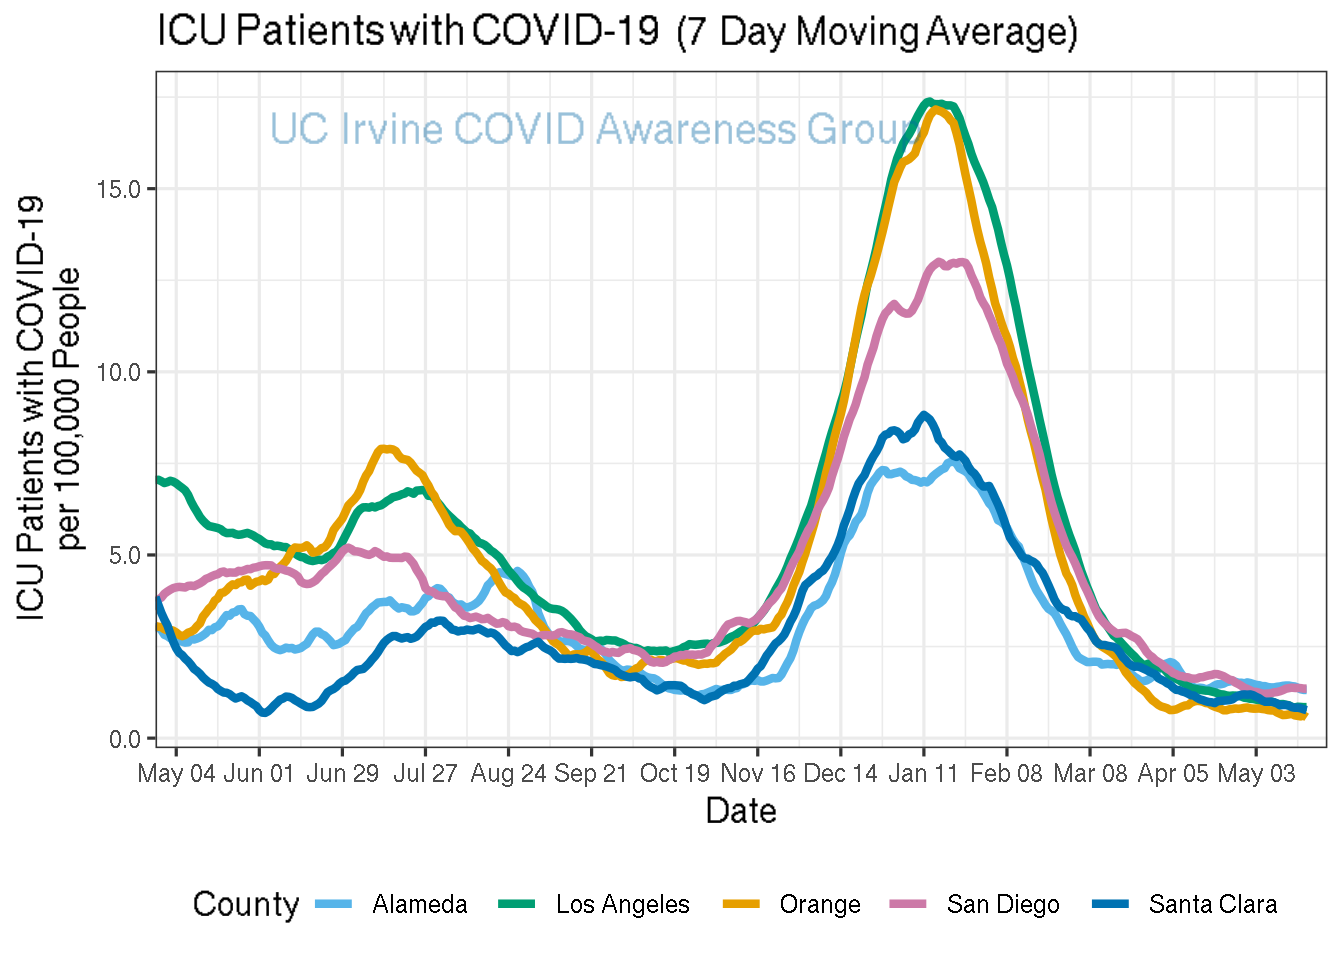 ICU Patients with COVID-19 (7 Day Moving Average)
UC Irvine COVID Awareness Group
ICU Patients with COVID-19
per 100,000 People
15.0
10.0
5.0
0.0
May 04 Jun 01 Jun 29 Jul 27 Aug 24 Sep 21 Oct 19 Nov 16 Dec 14 Jan 11 Feb 08 Mar 08 Apr 05 May 03
Date
County Alameda Los Angeles Orange San Diego Santa Clara